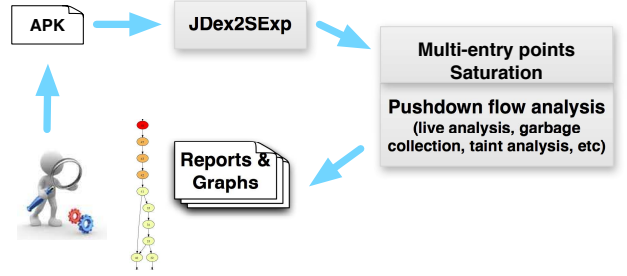 APK
JDex2SExp
Multi-entry points
Saturation
Pushdown flow analysis
(live analysis, garbage
collection, taint analysis, etc)
Reports &
Graphs